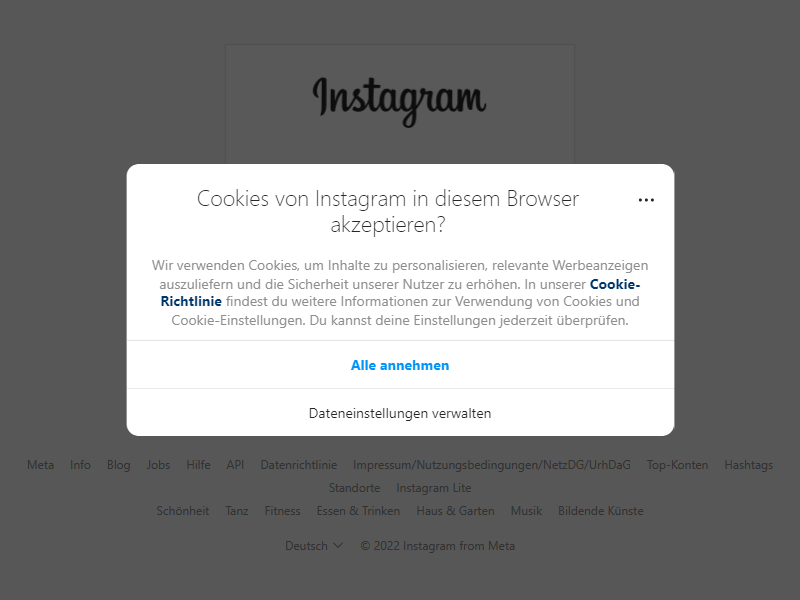 Instagram
Cookies von Instagram in diesem Browser
akzeptieren?
Wir verwenden Cookies, um Inhalte zu personalisieren, relevante Werbeanzeigen
auszuliefern und die Sicherheit unserer Nutzer zu erhöhen. In unserer Cookie-
Richtlinie findest du weitere Informationen zur Verwendung von Cookies und
Cookie-Einstellungen. Du kannst deine Einstellungen jederzeit überprüfen.
Alle annehmen
Dateneinstellungen verwalten
Meta Info Blog Jobs Hilfe API Datenrichtlinie Impressum/Nutzungsbedingungen/NetzDG/UrhDaG Top-Konten Hashtags
Standorte Instagram Lite
Schönheit Tanz Fitness Essen & Trinken Haus & Garten Musik Bildende Künste
Deutsch © 2022 Instagram from Meta